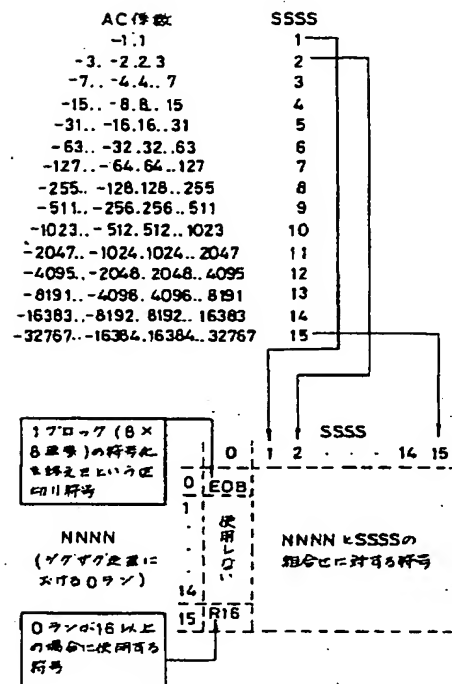 AC係数 SSSS
-1.1 1
-3. -2.2 3 2
-7.. -4.4.. 7 3
-15.. -8.8.. 15 4
-31.. -16.16..31 5
-63.. -32.32..63 6
-127..-64.64..127 7
-255.. -128.128..255 8
-511.. -256.256..511 9
-1023..-512.512..1023 10
-2047..-1024.1024..2047 11
-4095..-2048.2048..4095 12
-8191..-4096.4096..8191 13
-16383..-8192.8192..16383 14
-32767..-16384.16384..32767 15
1ブロック(8×
8画素)の符号化
を終えたという区
切り符号
SSSS
0 1 2 . . . 14 15
0 EOB
1
使用しない
NNNN
(ジグザグ走査に
おける0ラン)
NNNNとSSSSの
組合せに対する符号
14
15 R16
0ランが16以上
の場合に使用する
符号